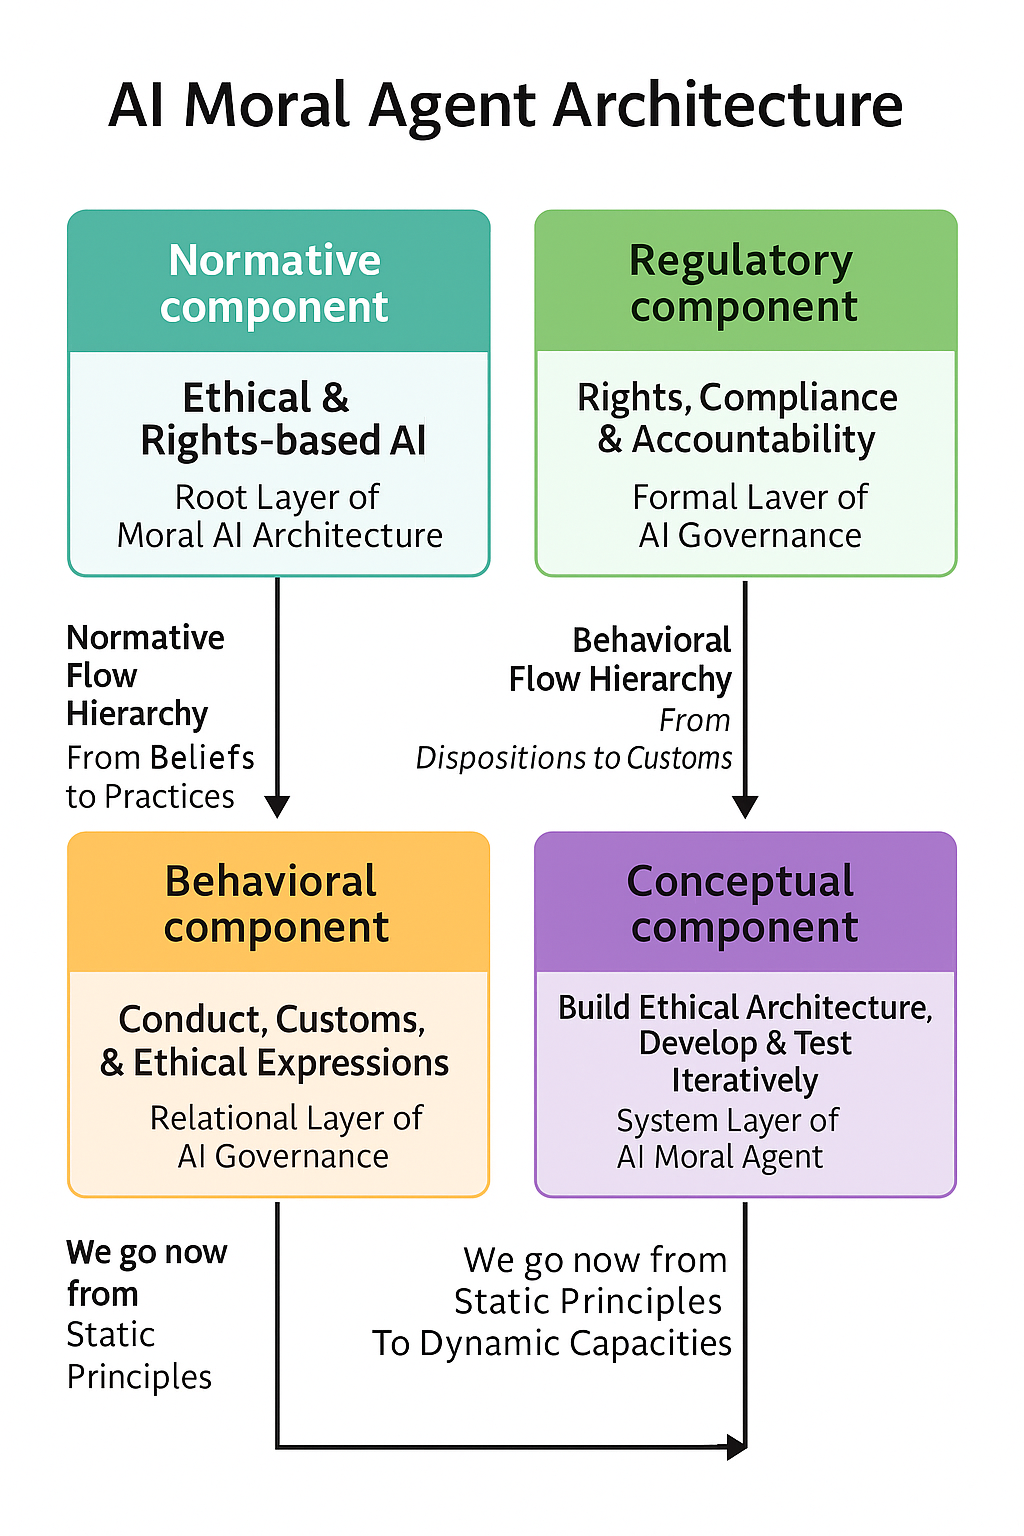 AI Moral Agent Architecture
Normative
component
Ethical &
Rights-based AI
Root Layer of
Moral AI Architecture
Regulatory
component
Rights, Compliance
& Accountability
Formal Laver of
AI Governance
Normative
Flow
Hierarchy
From Beliefs
to Practices
Behavioral
Flow Hierarchy
From
Dispositions to Customs
Behavioral
component
Conduct, Customs,
& Ethical Expressions
Relational Layer of
AI Governance
Conceptual
component
Build Ethical Architecture,
Develop & Test
Iteratively
System Layer of
AI Moral Agent
We go now
from
Static
Principles
We go now from
Static Principles
To Dynamic Capacities